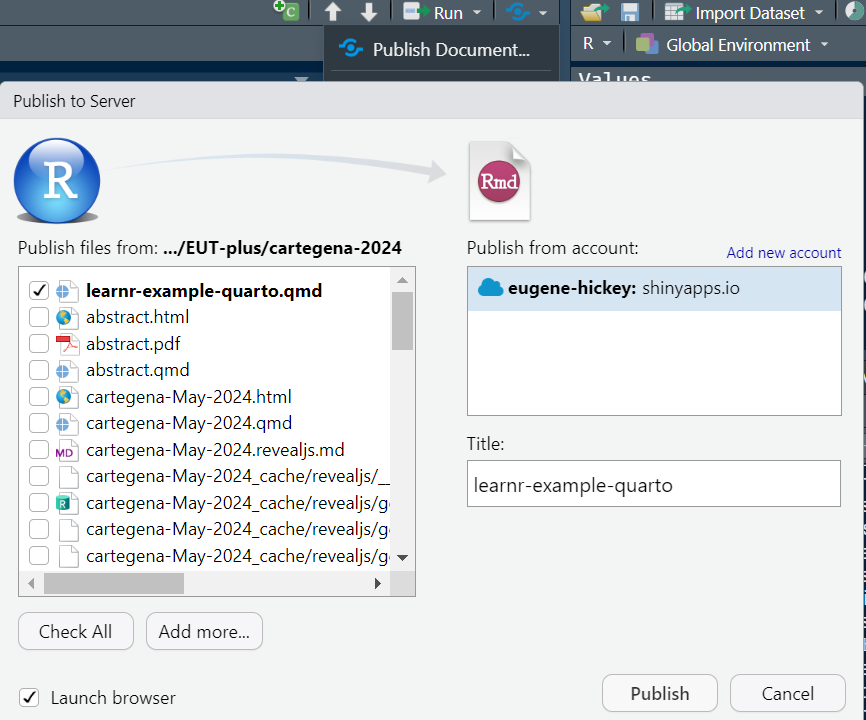 C
Run
Import Dataset
Publish Document...
R
Global Environment
Values
Publish to Server
R
Rmd
Publish files from: .../EUT-plus/cartegena-2024
Publish from account:
Add new account
learnr-example-quarto.qmd
abstract.html
abstract.pdf
abstract.qmd
cartegena-May-2024.html
cartegena-May-2024.qmd
MD cartegena-May-2024.revealjs.md
cartegena-May-2024_cache/revealjs/__
R cartegena-May-2024_cache/revealjs/g
cartegena-May-2024_cache/revealjs/g
cartegena-May-2024_cache/revealjs/g
eugene-hickey: shinyapps.io
Title:
learnr-example-quarto
Check All
Add more...
Launch browser
Publish
Cancel